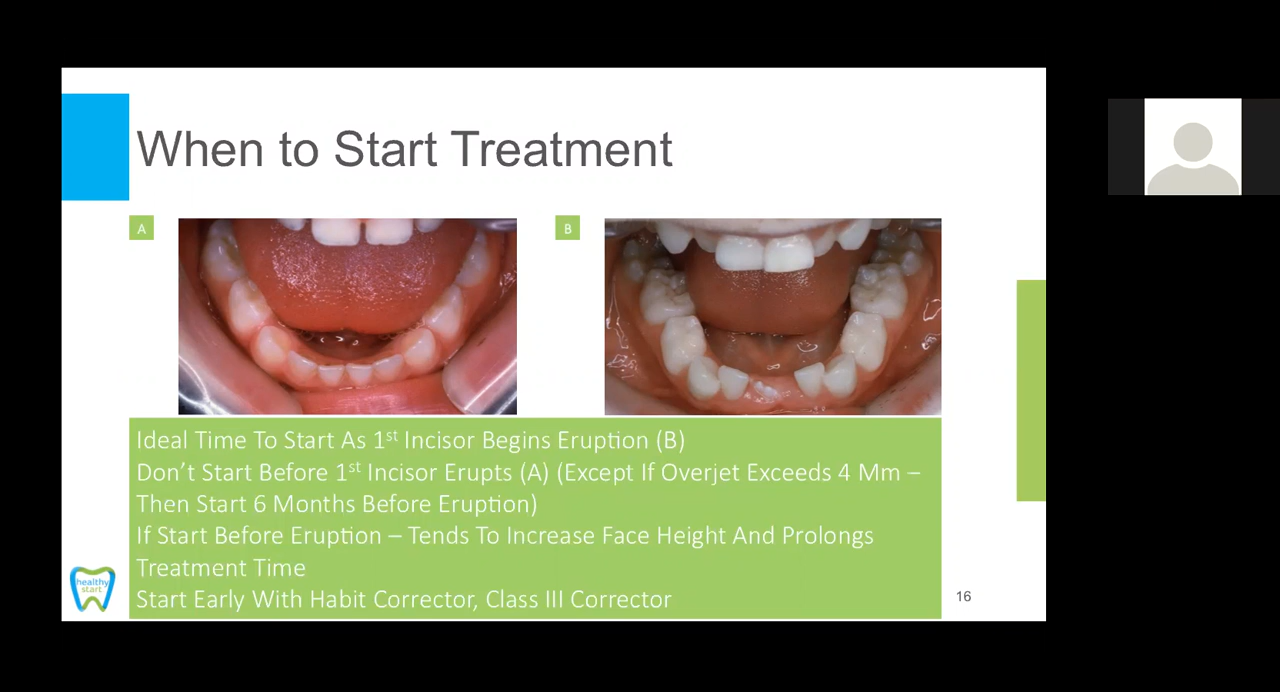 When to Start Treatment
A
B
Ideal Time To Start As 1st Incisor Begins Eruption (B)
Don't Start Before 1st Incisor Erupts (A) (Except If Overjet Exceeds 4 Mm –
Then Start 6 Months Before Eruption)
If Start Before Eruption – Tends To Increase Face Height And Prolongs
Treatment Time
Start Early With Habit Corrector, Class III Corrector
healthy
start
16